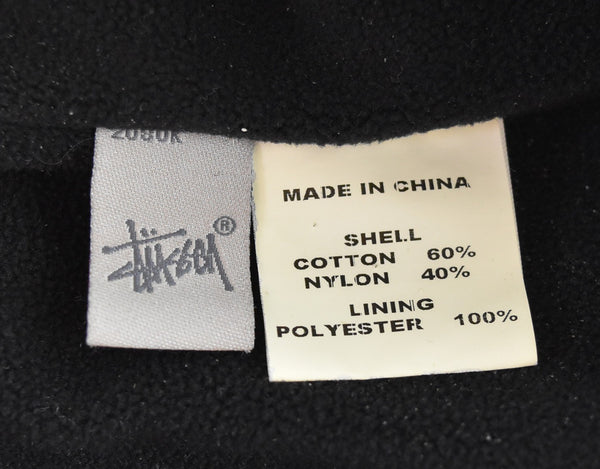 Stüssy®
MADE IN CHINA
SHELL
COTTON 60%
NYLON 40%
LINING
POLYESTER 100%